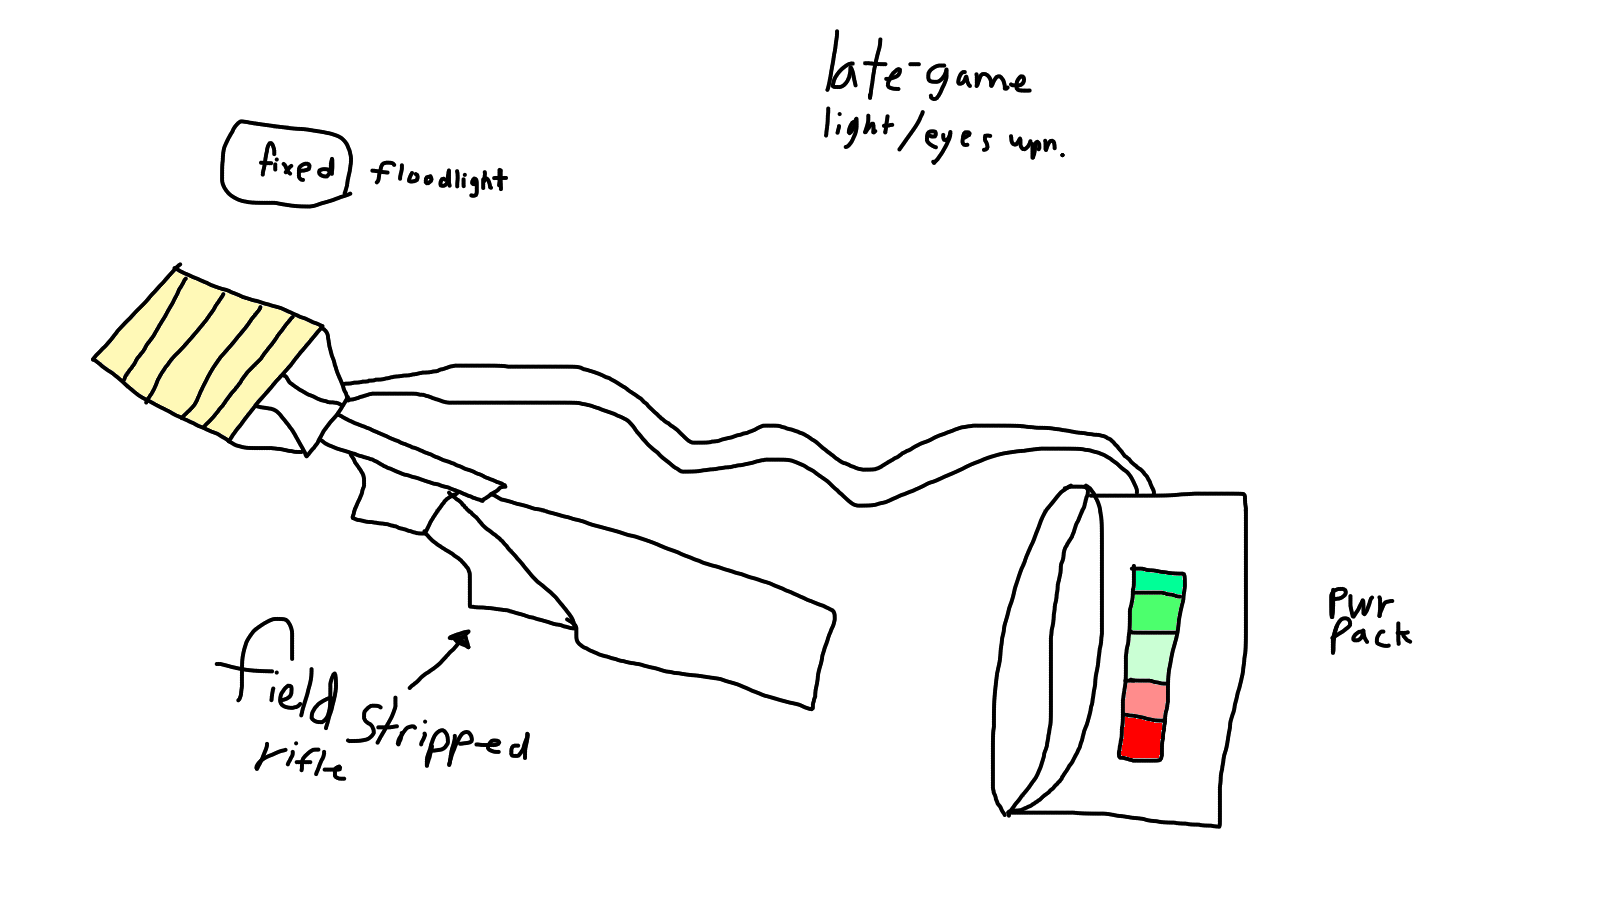 late-game
light/eyes wpn.
fixed floodlight
Pwr
Pack
field stripped
rifle